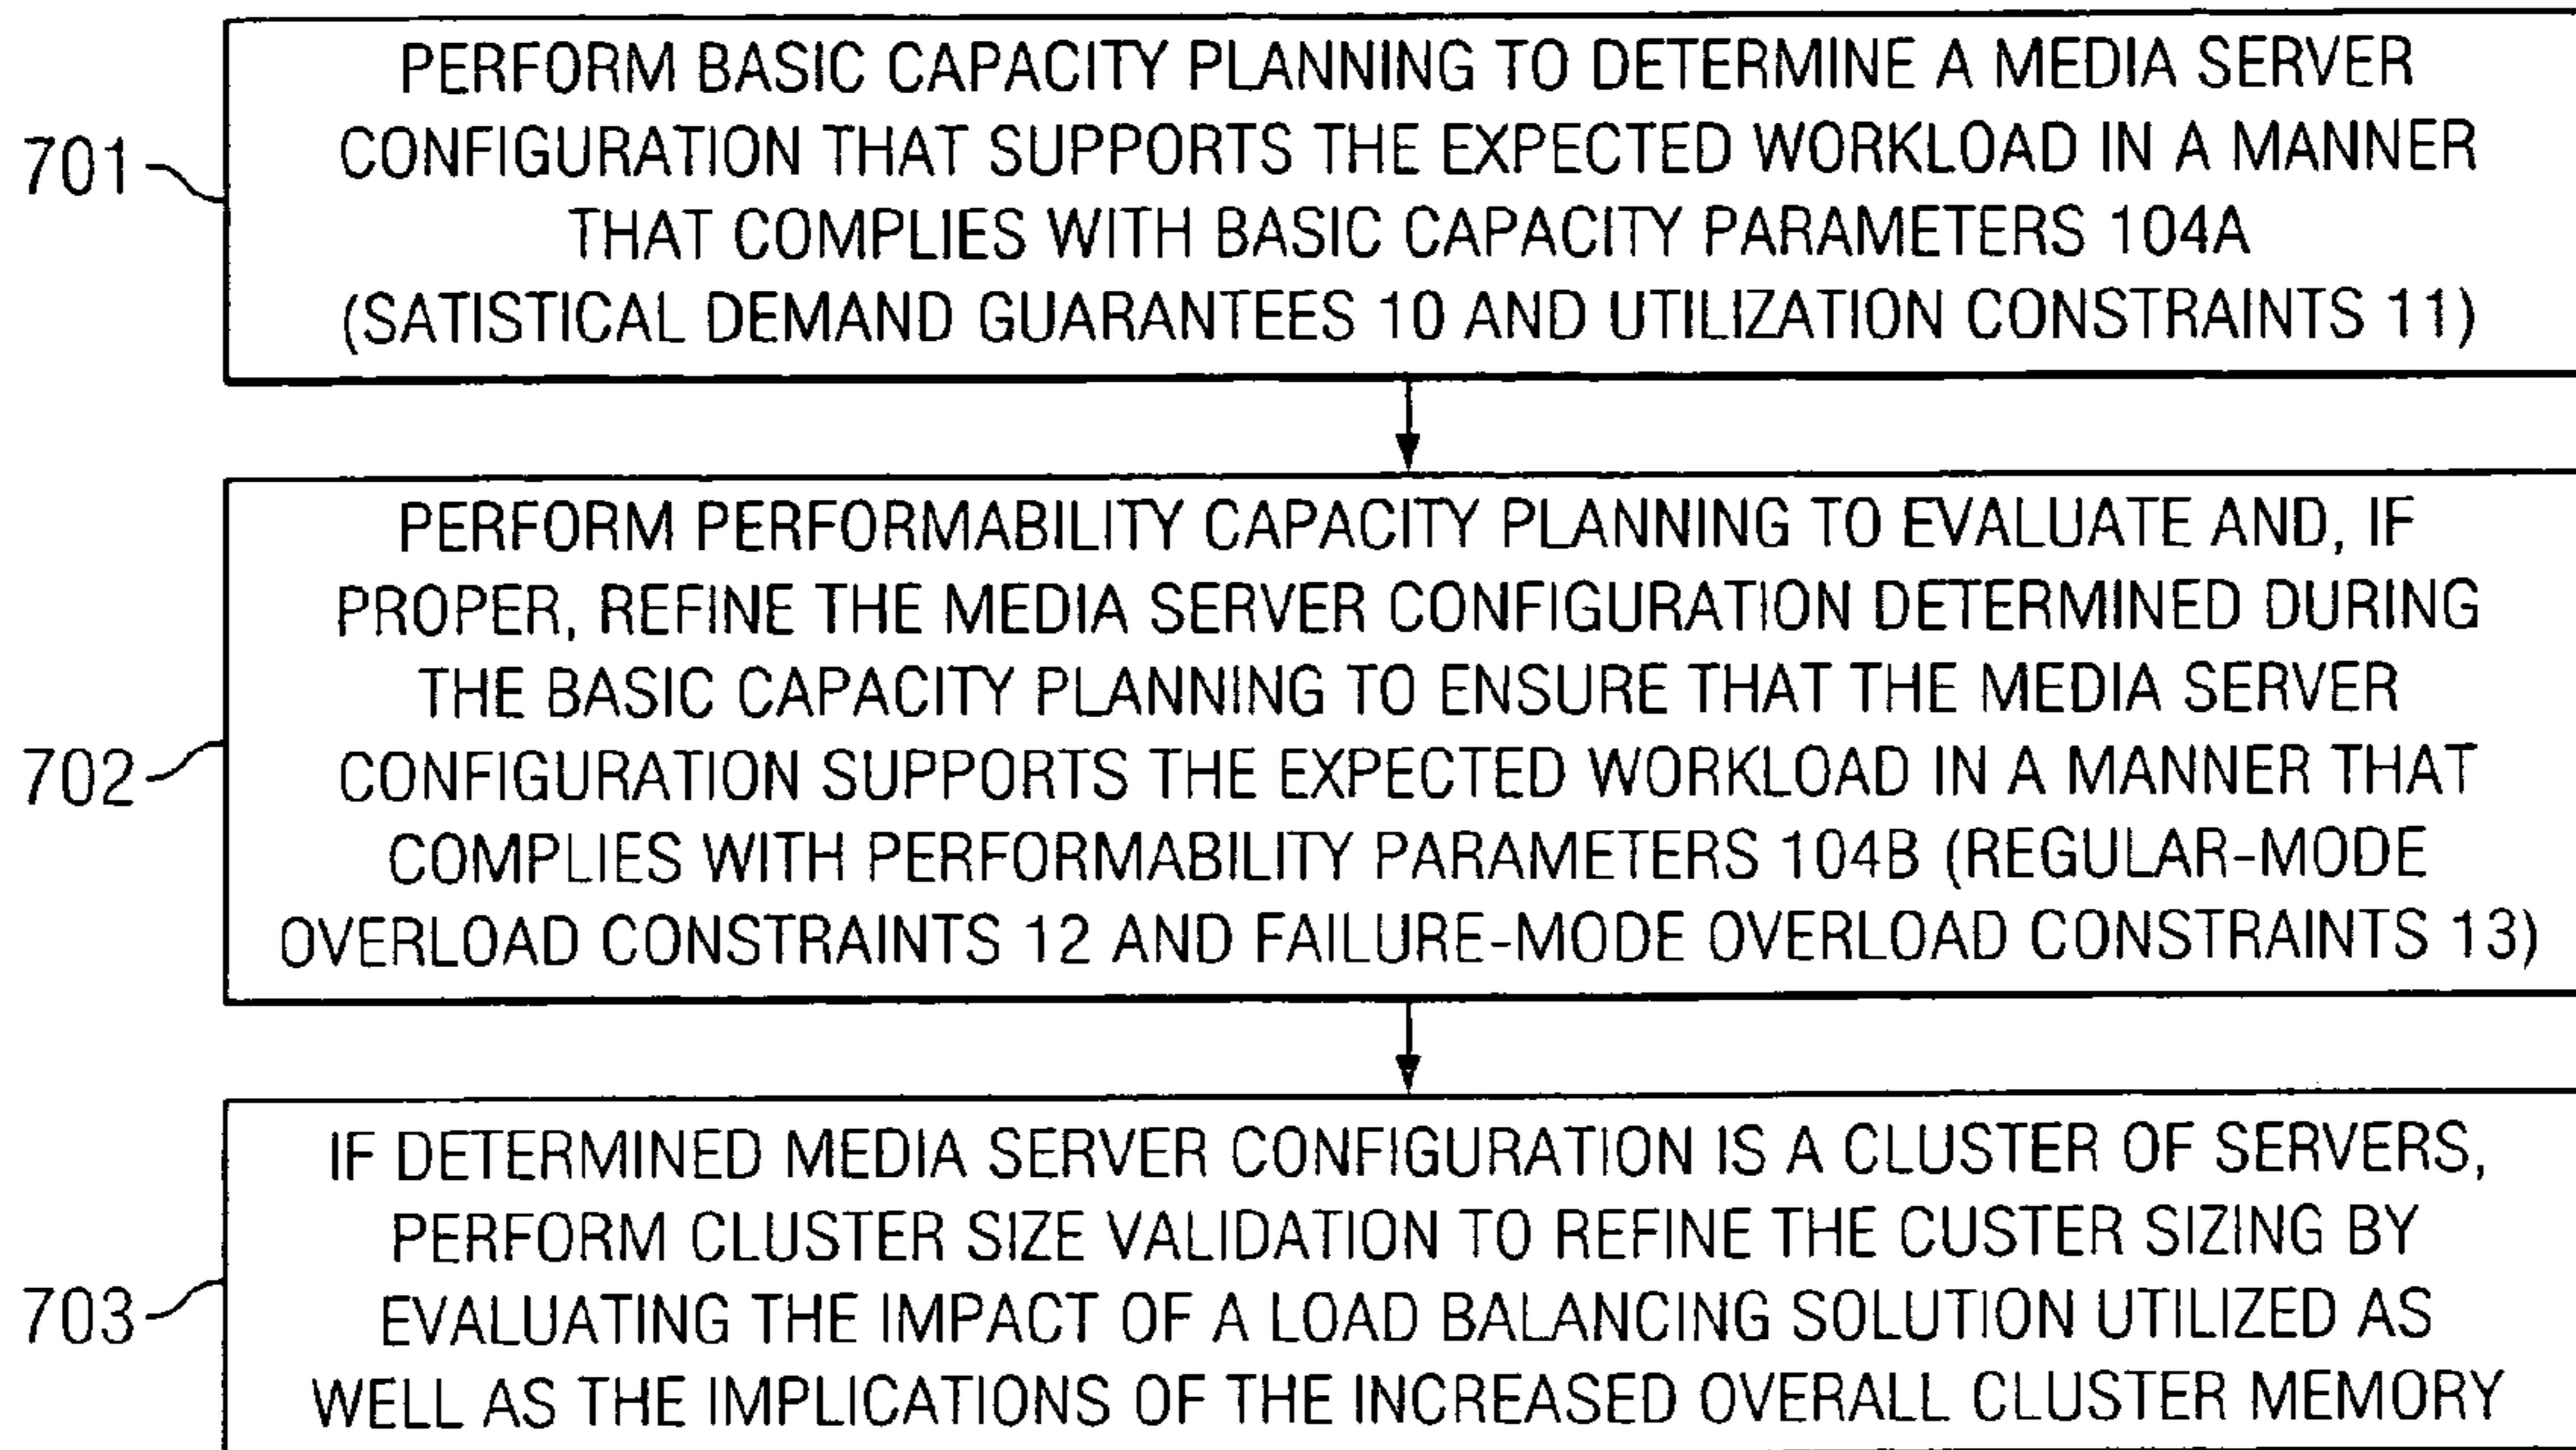 PERFORM BASIC CAPACITY PLANNING TO DETERMINE A MEDIA SERVER
CONFIGURATION THAT SUPPORTS THE EXPECTED WORKLOAD IN A MANNER
701
THAT COMPLIES WITH BASIC CAPACITY PARAMETERS 104A
(SATISTICAL DEMAND GUARANTEES 10 AND UTILIZATION CONSTRAINTS 11)
PERFORM PERFORMABILITY CAPACITY PLANNING TO EVALUATE AND, IF
PROPER, REFINE THE MEDIA SERVER CONFIGURATION DETERMINED DURING
THE BASIC CAPACITY PLANNING TO ENSURE THAT THE MEDIA SERVER
702
CONFIGURATION SUPPORTS THE EXPECTED WORKLOAD IN A MANNER THAT
COMPLIES WITH PERFORMABILITY PARAMETERS 104B (REGULAR-MODE
OVERLOAD CONSTRAINTS 12 AND FAILURE-MODE OVERLOAD CONSTRAINTS 13)
IF DETERMINED MEDIA SERVER CONFIGURATION IS A CLUSTER OF SERVERS,
PERFORM CLUSTER SIZE VALIDATION TO REFINE THE CUSTER SIZING BY
703
EVALUATING THE IMPACT OF A LOAD BALANCING SOLUTION UTILIZED AS
WELL AS THE IMPLICATIONS OF THE INCREASED OVERALL CLUSTER MEMORY